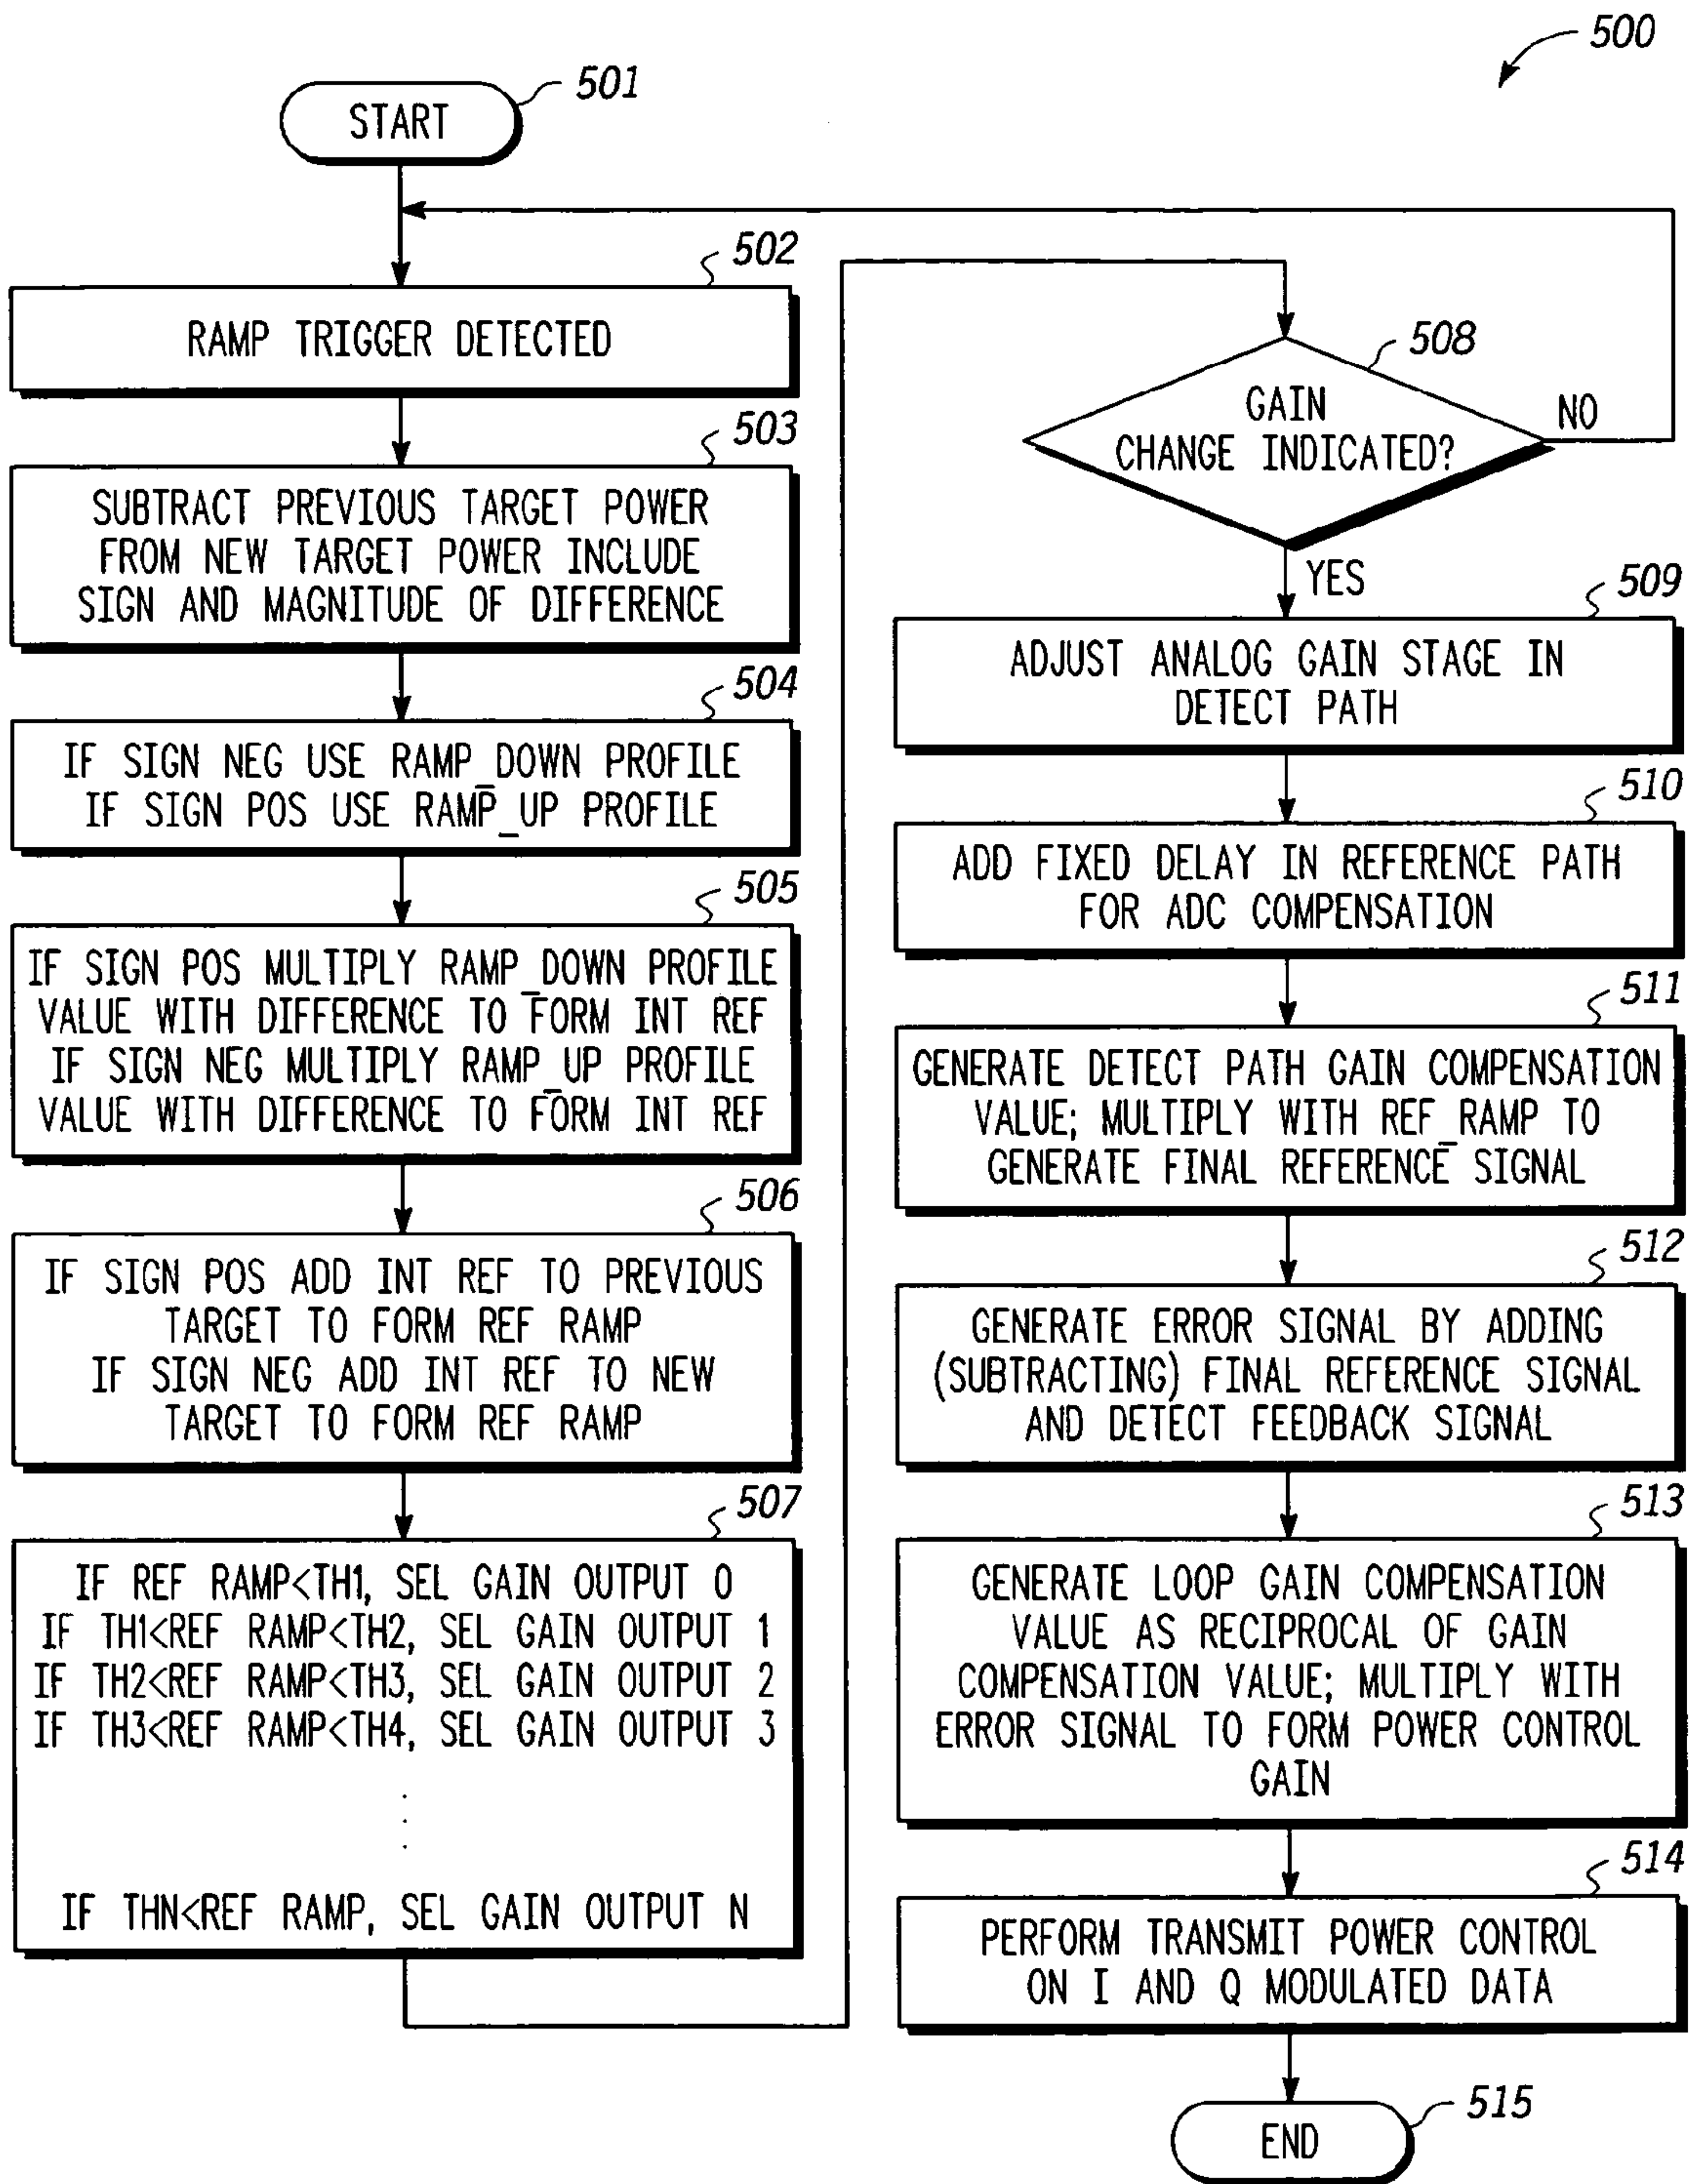 500
START
501
502
RAMP TRIGGER DETECTED
503
SUBTRACT PREVIOUS TARGET POWER
FROM NEW TARGET POWER INCLUDE
SIGN AND MAGNITUDE OF DIFFERENCE
504
IF SIGN NEG USE RAMP_DOWN PROFILE
IF SIGN POS USE RAMP_UP PROFILE
505
IF SIGN POS MULTIPLY RAMP_DOWN PROFILE
VALUE WITH DIFFERENCE TO FORM INT REF
IF SIGN NEG MULTIPLY RAMP_UP PROFILE
VALUE WITH DIFFERENCE TO FORM INT REF
506
IF SIGN POS ADD INT REF TO PREVIOUS
TARGET TO FORM REF RAMP
IF SIGN NEG ADD INT REF TO NEW
TARGET TO FORM REF RAMP
507
IF REF RAMP<TH1, SEL GAIN OUTPUT 0
IF TH1<REF RAMP<TH2, SEL GAIN OUTPUT 1
IF TH2<REF RAMP<TH3, SEL GAIN OUTPUT 2
IF TH3<REF RAMP<TH4, SEL GAIN OUTPUT 3
.
.
.
IF THN<REF RAMP, SEL GAIN OUTPUT N
508
GAIN
CHANGE INDICATED?
NO
YES
509
ADJUST ANALOG GAIN STAGE IN
DETECT PATH
510
ADD FIXED DELAY IN REFERENCE PATH
FOR ADC COMPENSATION
511
GENERATE DETECT PATH GAIN COMPENSATION
VALUE; MULTIPLY WITH REF_RAMP TO
GENERATE FINAL REFERENCE SIGNAL
512
GENERATE ERROR SIGNAL BY ADDING
(SUBTRACTING) FINAL REFERENCE SIGNAL
AND DETECT FEEDBACK SIGNAL
513
GENERATE LOOP GAIN COMPENSATION
VALUE AS RECIPROCAL OF GAIN
COMPENSATION VALUE; MULTIPLY WITH
ERROR SIGNAL TO FORM POWER CONTROL
GAIN
514
PERFORM TRANSMIT POWER CONTROL
ON I AND Q MODULATED DATA
515
END